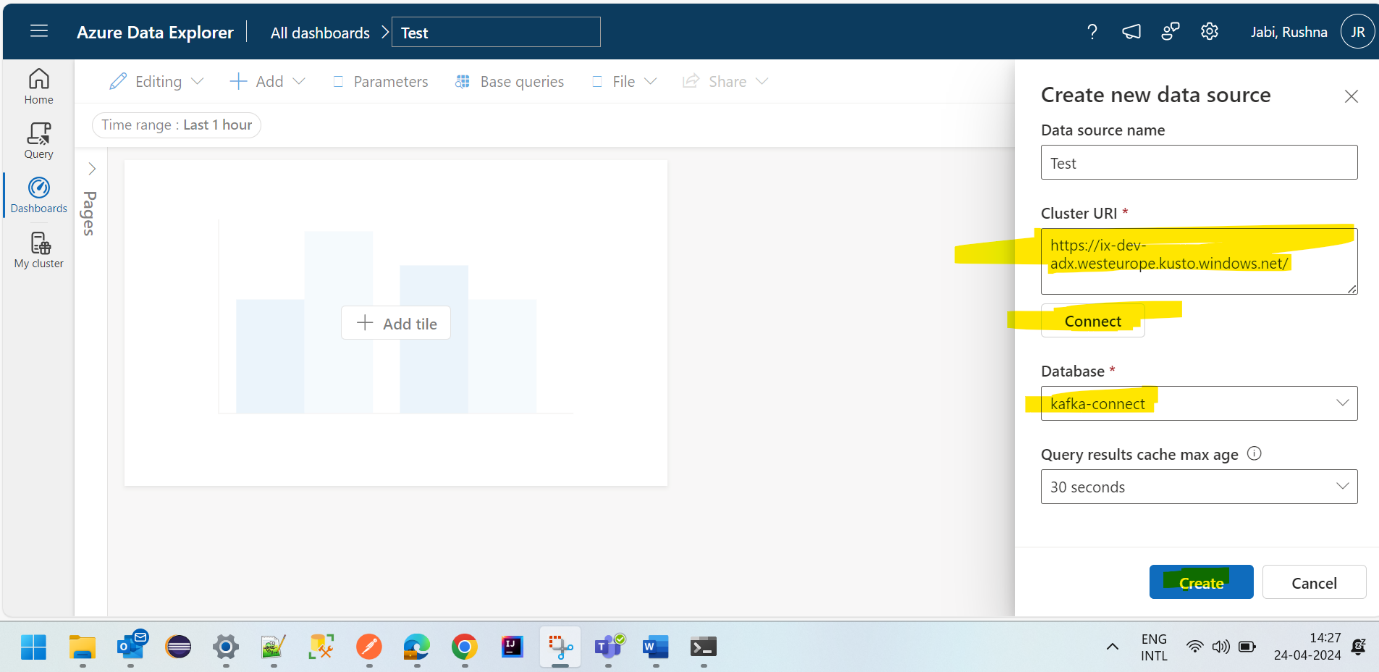 Azure Data Explorer
All dashboards
Test
?
Jabi, Rushna
JR
Home
Query
Dashboards
My cluster
Editing
Add
Parameters
Base queries
File
Share
Time range : Last 1 hour
Pages
Add tile
Create new data source
Data source name
Test
Cluster URI *
https://ix-dev-
adx.westeurope.kusto.windows.net/
Connect
Database *
kafka-connect
Query results cache max age
30 seconds
Create
Cancel
ENG
INTL
14:27
24-04-2024